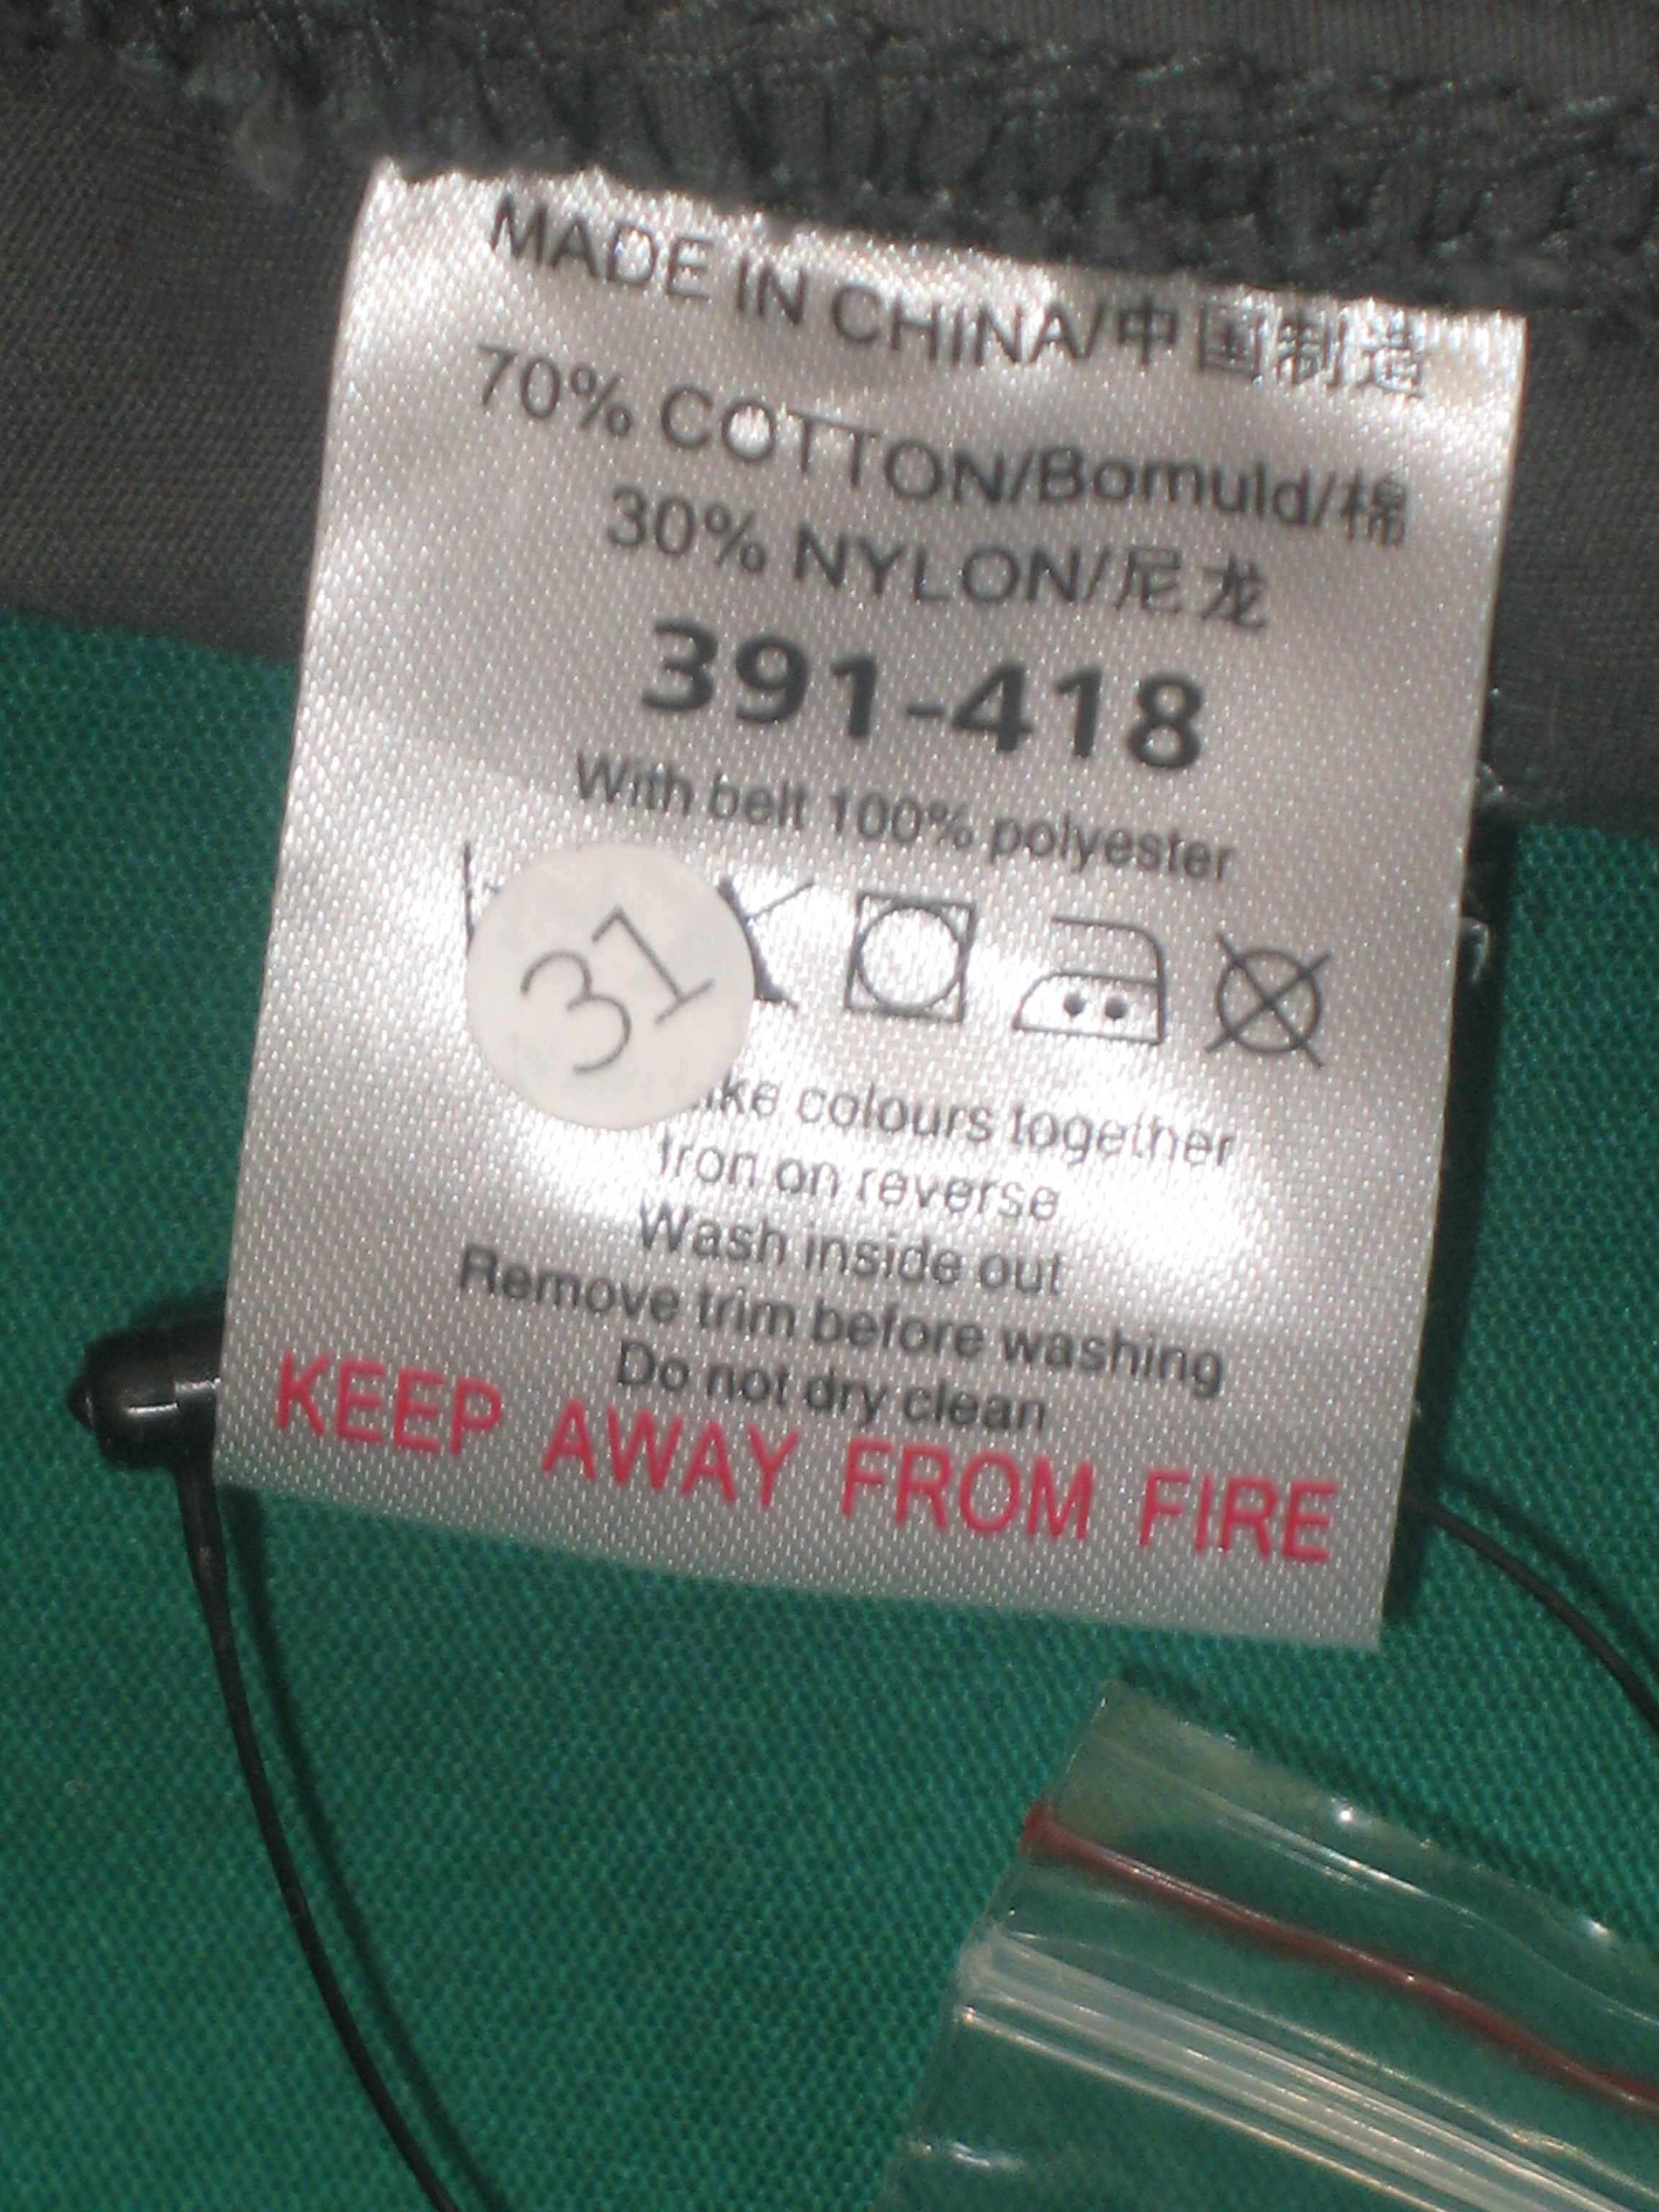 MADE IN CHINA/中国制造
70% COTTON/Bomuld/棉
30% NYLON/尼龙
391-418
With belt 100% polyester
31
colours together
Iron on reverse
Wash inside out
Remove trim before washing
Do not dry clean
KEEP AWAY FROM FIRE